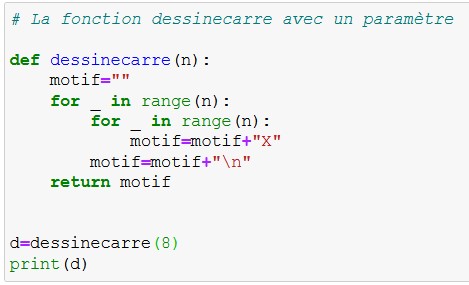 # La fonction dessinecarre avec un paramètre
def dessinecarre(n):
    motif=""
    for _ in range(n):
        for _ in range(n):
            motif=motif+"X"
        motif=motif+"\n"
    return motif
d=dessinecarre(8)
print(d)